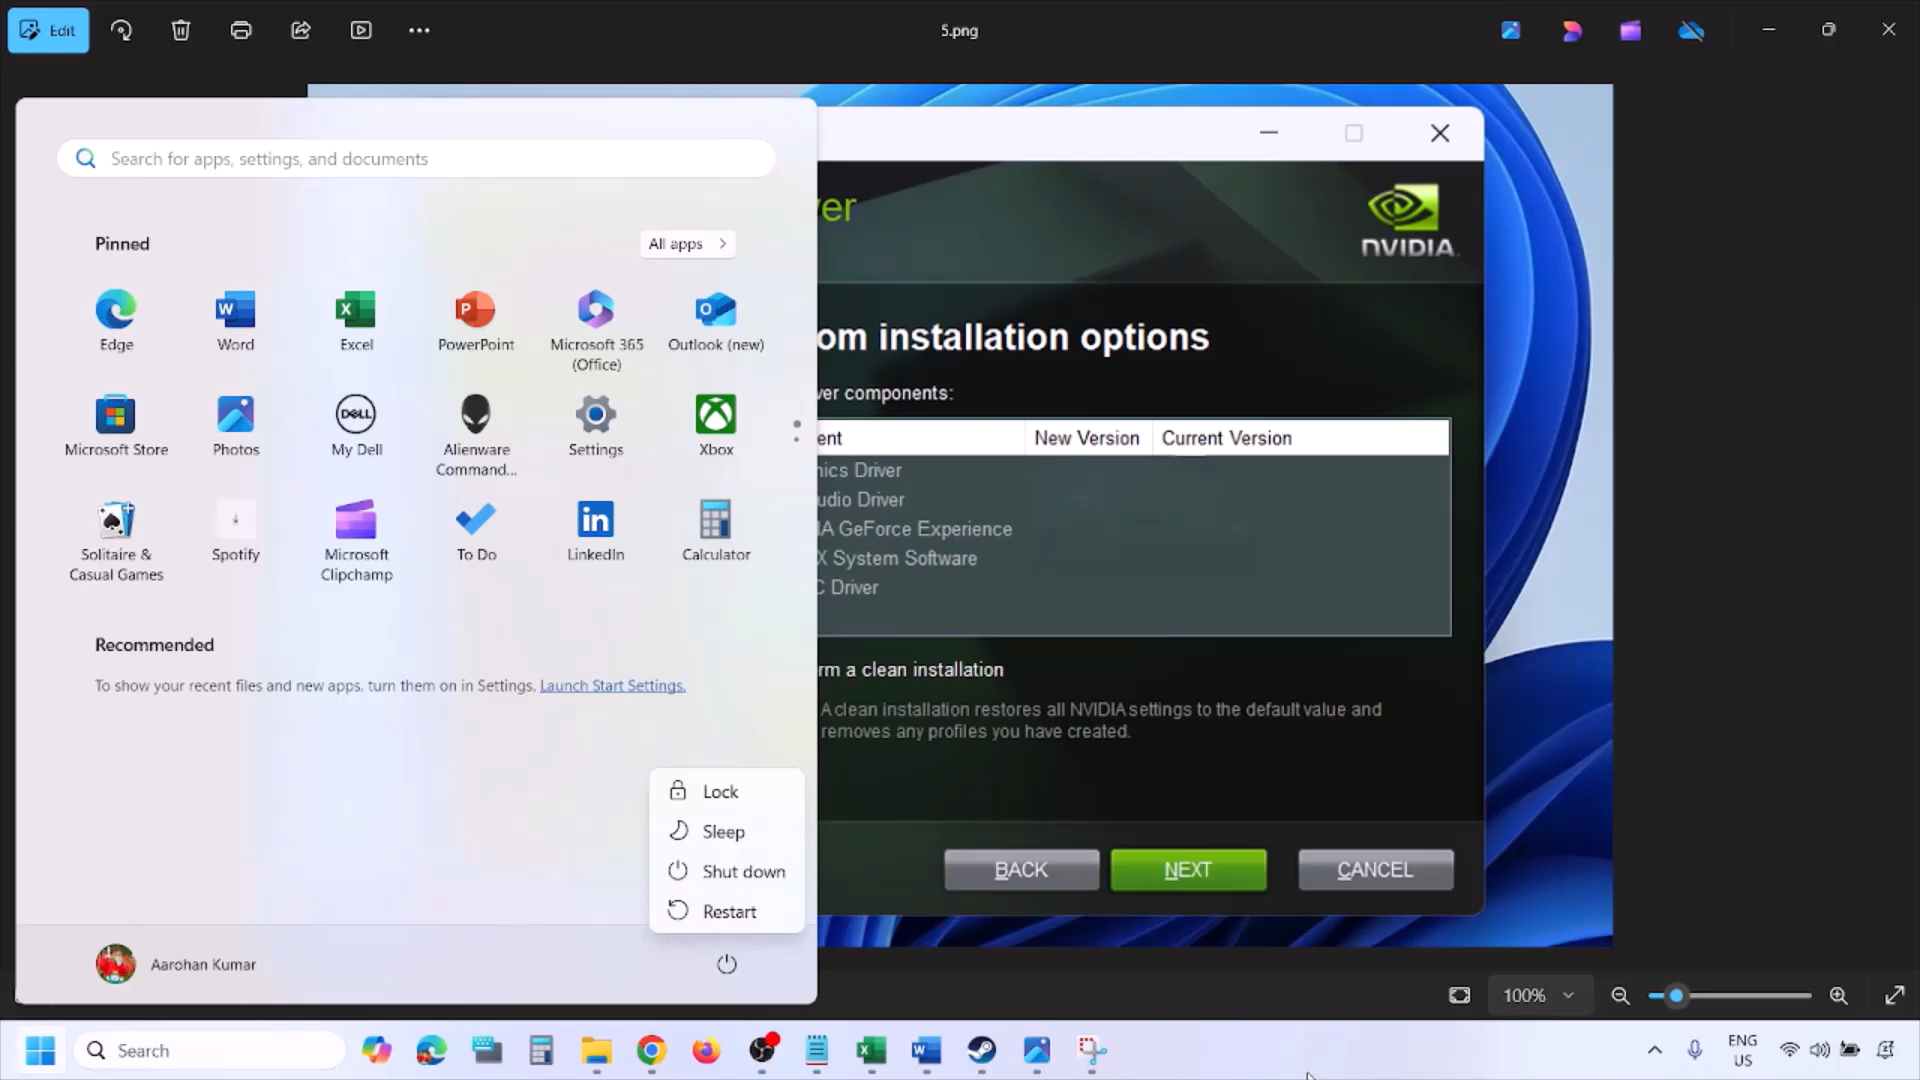 Edit
5.png
Search for apps, settings, and documents
Pinned
All apps
Edge
Word
Excel
PowerPoint
Microsoft 365
(Office)
Outlook (new)
Microsoft Store
Photos
DELL
My Dell
Alienware
Command...
Settings
Xbox
Solitaire &
Casual Games
Spotify
Microsoft
Clipchamp
To Do
LinkedIn
Calculator
Recommended
To show your recent files and new apps, turn them on in Settings. Launch Start Settings.
Lock
Sleep
Shut down
Restart
Aarohan Kumar
ver
NVIDIA
om installation options
ver components:
ent
New Version
Current Version
nics Driver
udio Driver
IA GeForce Experience
X System Software
C Driver
rm a clean installation
A clean installation restores all NVIDIA settings to the default value and
removes any profiles you have created.
BACK
NEXT
CANCEL
100%
Search
ENG
US